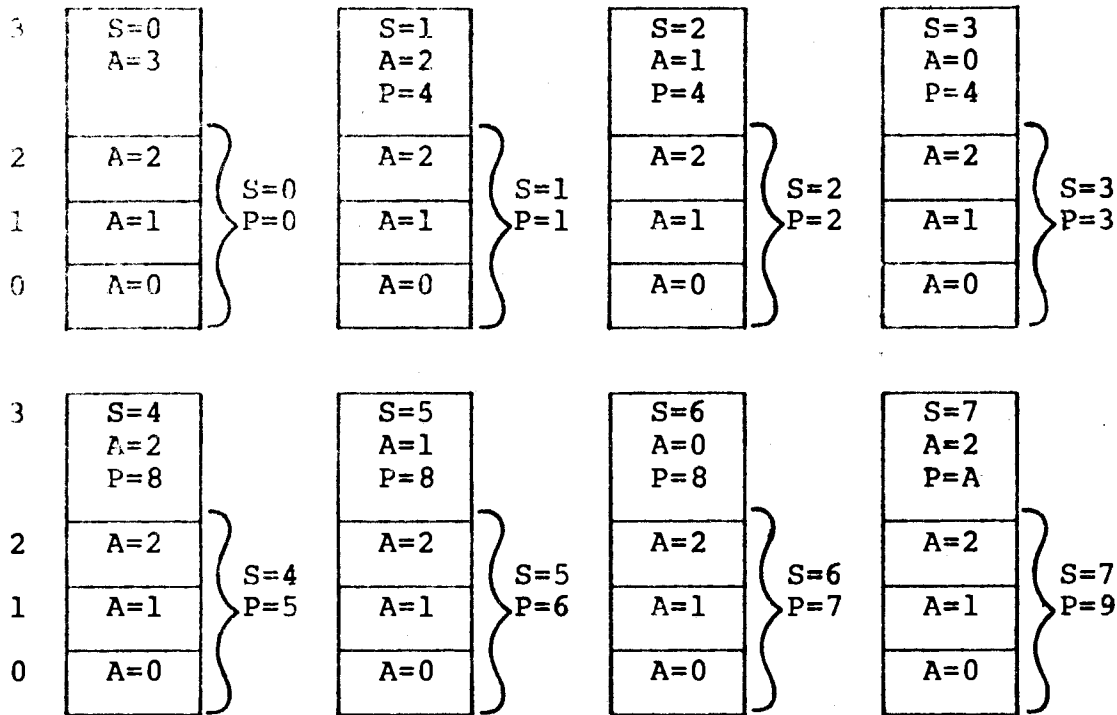 3 S=0 S=1 S=2 S=3
A=3 A=2 A=1 A=0
P=4 P=4 P=4
2 A=2 A=2 A=2 A=2
S=0 S=1 S=2 S=3
1 A=1 P=0 A=1 P=1 A=1 P=2 A=1 P=3
0 A=0 A=0 A=0 A=0
3 S=4 S=5 S=6 S=7
A=2 A=1 A=0 A=2
P=8 P=8 P=8 P=A
2 A=2 A=2 A=2 A=2
S=4 S=5 S=6 S=7
1 A=1 P=5 A=1 P=6 A=1 P=7 A=1 P=9
0 A=0 A=0 A=0 A=0